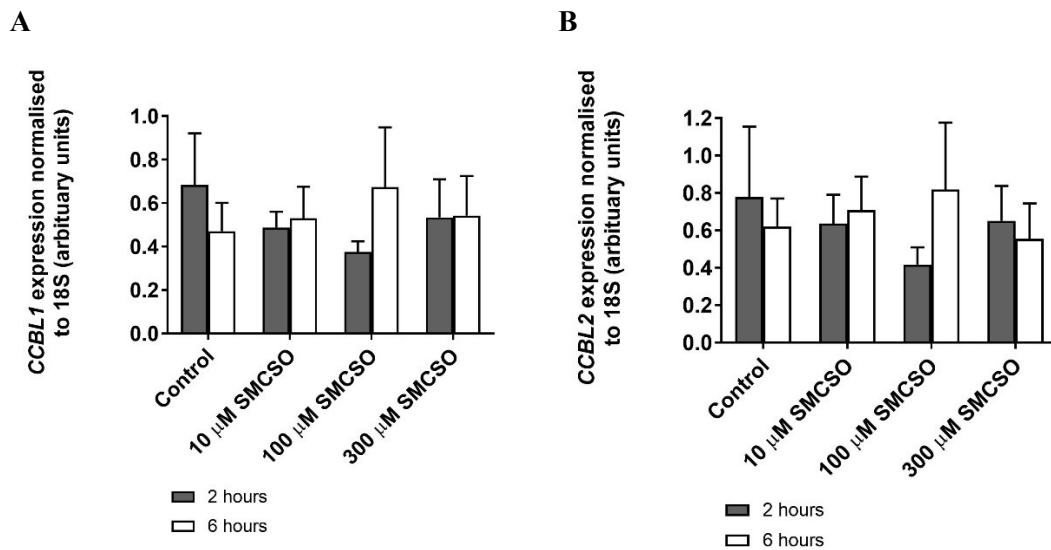 A
CCBL1 expression normalised
to 18S (arbituary units)
1.0
0.8
0.6
0.4
0.2
0.0
Control
10 μM SMCSO
100 μM SMCSO
300 μM SMCSO
2 hours
6 hours
B
CCBL2 expression normalised
to 18S (arbituary units)
1.2
1.0
0.8
0.6
0.4
0.2
0.0
Control
10 μM SMCSO
100 μM SMCSO
300 μM SMCSO
2 hours
6 hours